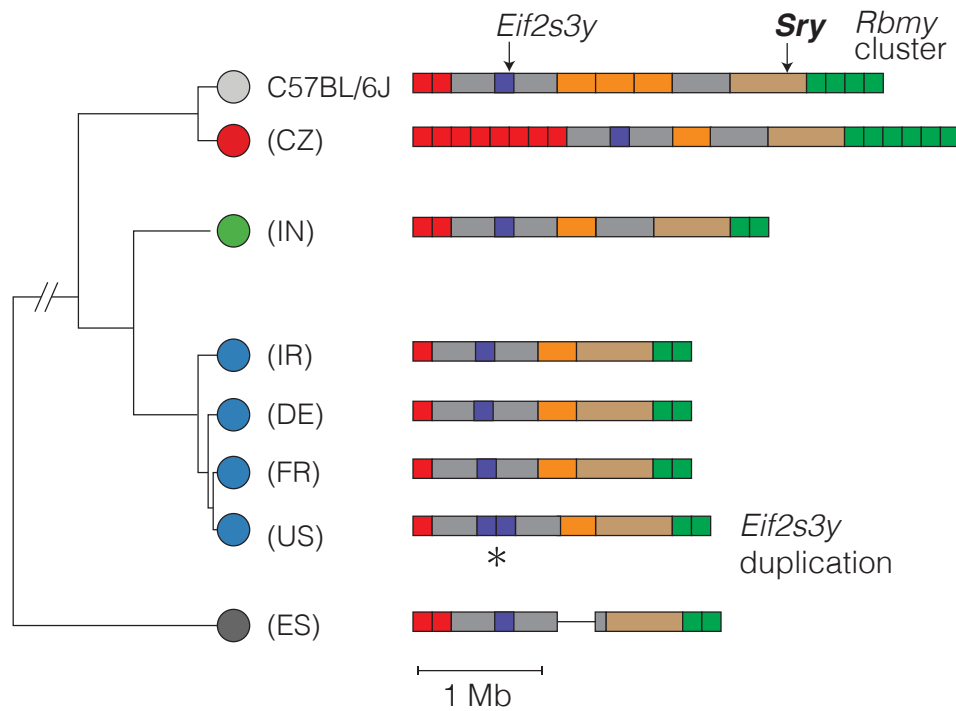 Eif2s3y
Sry
Rbmy
cluster
C57BL/6J
(CZ)
(IN)
(IR)
(DE)
(FR)
(US)
*
Eif2s3y
duplication
(ES)
1 Mb